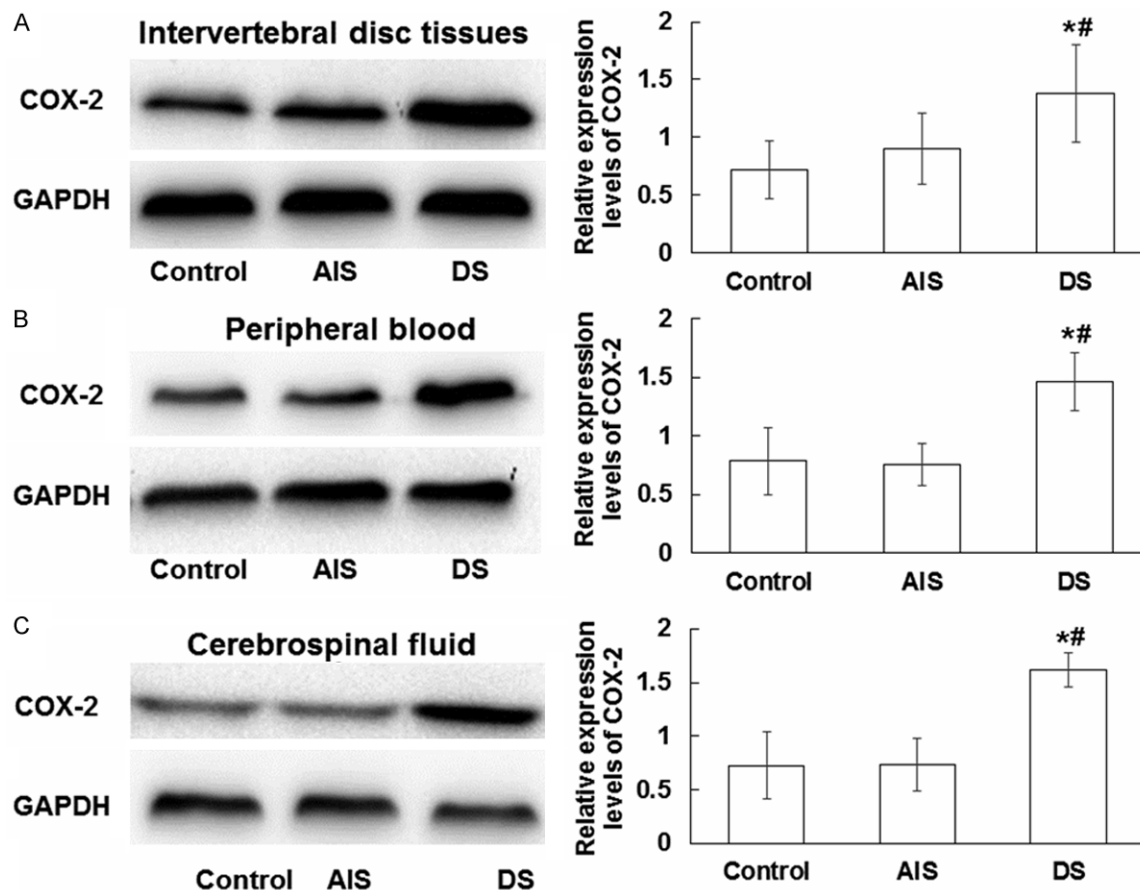 A
Intervertebral disc tissues
COX-2
GAPDH
Control AIS DS
Relative expression
levels of COX-2
2
1.5
1
0.5
0
*#
Control AIS DS
B
Peripheral blood
COX-2
GAPDH
Control AIS DS
Relative expression
levels of COX-2
2
1.5
1
0.5
0
*#
Control AIS DS
C
Cerebrospinal fluid
COX-2
GAPDH
Control AIS DS
Relative expression
levels of COX-2
2
1.5
1
0.5
0
*#
Control AIS DS